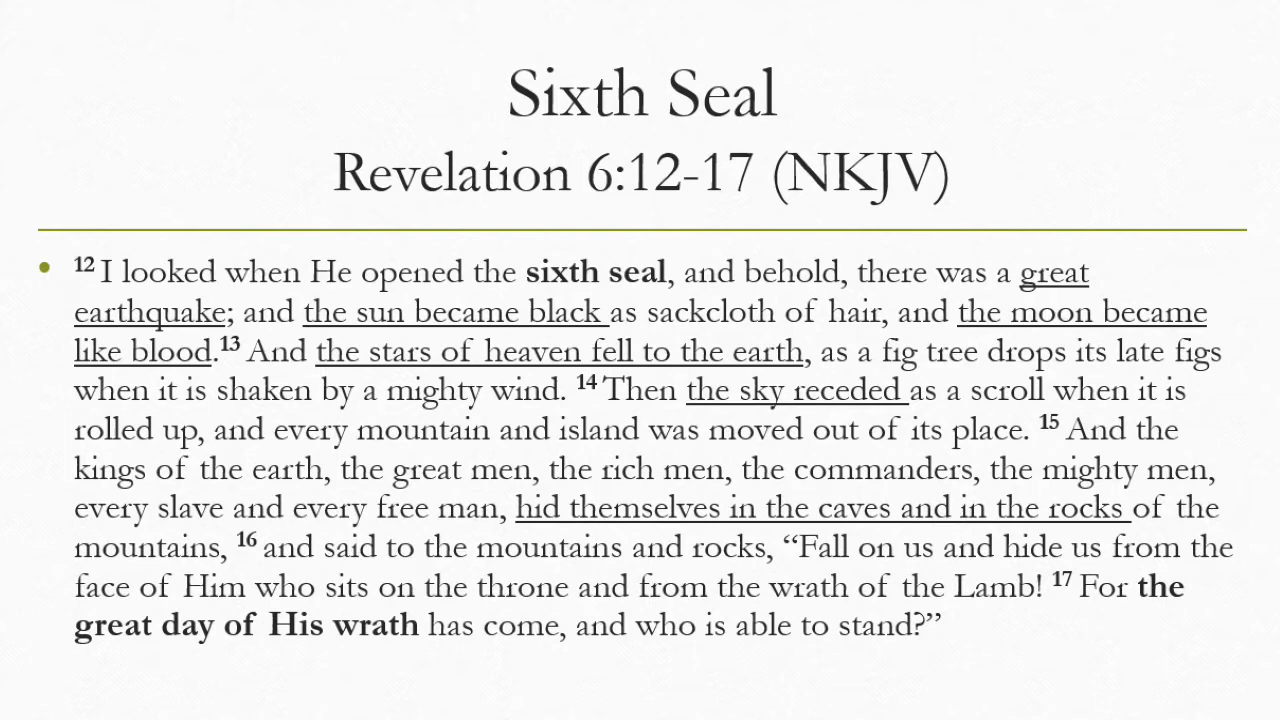 Sixth Seal
Revelation 6:12-17 (NKJV)
• 12 I looked when He opened the sixth seal, and behold, there was a great
earthquake; and the sun became black as sackcloth of hair, and the moon became
like blood.13 And the stars of heaven fell to the earth, as a fig tree drops its late figs
when it is shaken by a mighty wind. 14 Then the sky receded as a scroll when it is
rolled up, and every mountain and island was moved out of its place. 15 And the
kings of the earth, the great men, the rich men, the commanders, the mighty men,
every slave and every free man, hid themselves in the caves and in the rocks of the
mountains, 16 and said to the mountains and rocks, “Fall on us and hide us from the
face of Him who sits on the throne and from the wrath of the Lamb! 17 For the
great day of His wrath has come, and who is able to stand?”